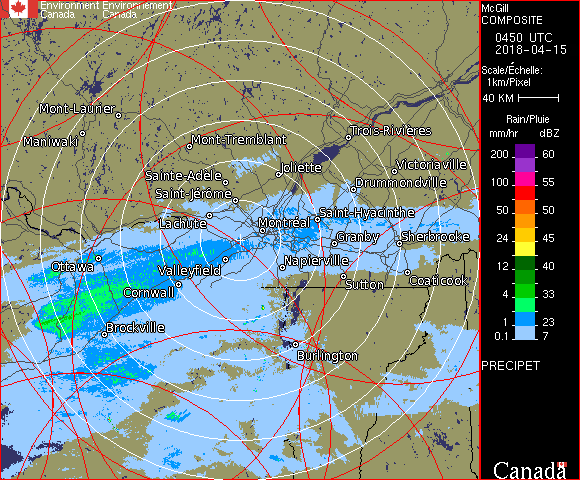 Environment Environnement
Canada Canada
McGill
COMPOSITE
0450 UTC
2018-04-15
Scale/Échelle:
1km/Pixel
40 KM
Rain/Pluie
mm/hr dBZ
200 60
100 55
50 50
24 45
12 40
4 33
1 23
0.1 7
PRECIPET
Canada
Mont-Laurier
Maniwaki
Mont-Tremblant
Trois-Rivières
Sainte-Adèle
Joliette
Victoriaville
Saint-Jérôme
Drummondville
Lachute
Montréal
Saint-Hyacinthe
Granby
Sherbrooke
Ottawa
Valleyfield
Napierville
Cornwall
Sutton
Coaticook
Brockville
Burlington